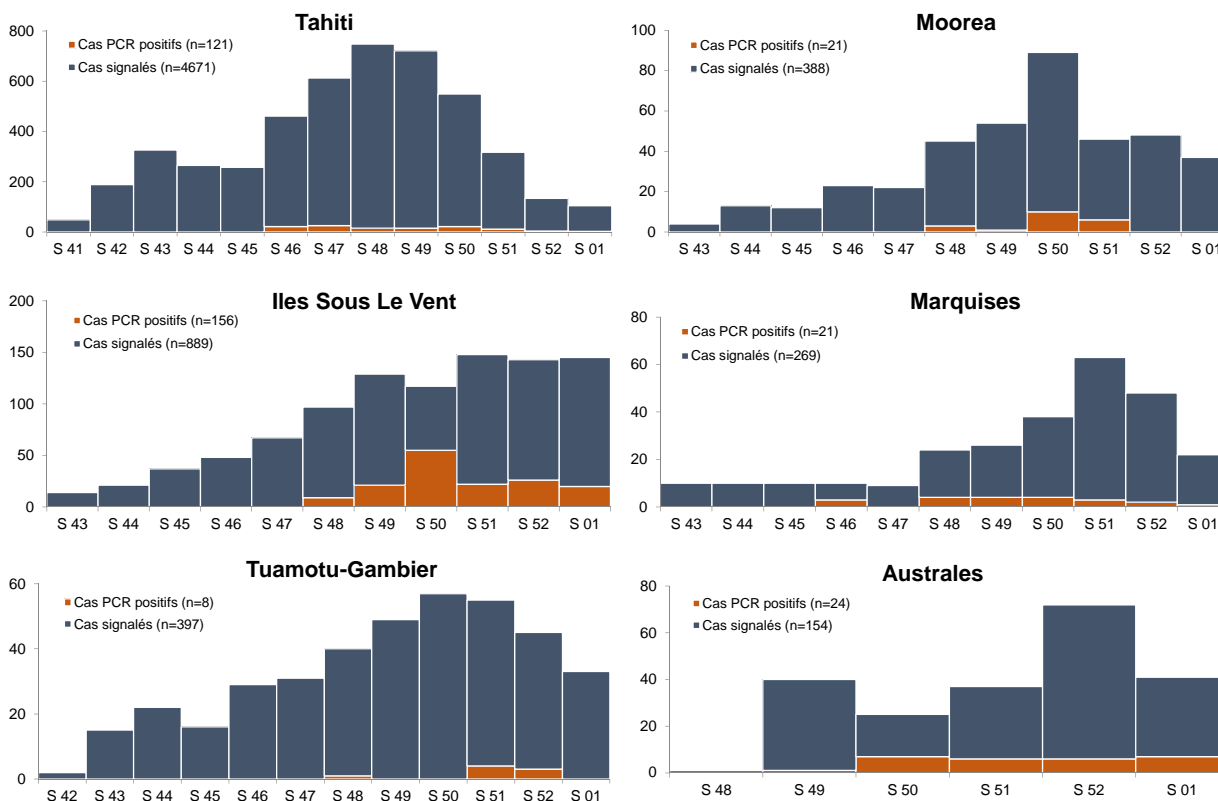 Tahiti
Cas PCR positifs (n=121)
Cas signalés (n=4671)
800
600
400
200
0
S 41 S 42 S 43 S 44 S 45 S 46 S 47 S 48 S 49 S 50 S 51 S 52 S 01
Moorea
Cas PCR positifs (n=21)
Cas signalés (n=388)
100
80
60
40
20
0
S 43 S 44 S 45 S 46 S 47 S 48 S 49 S 50 S 51 S 52 S 01
Iles Sous Le Vent
Cas PCR positifs (n=156)
Cas signalés (n=889)
200
150
100
50
0
S 43 S 44 S 45 S 46 S 47 S 48 S 49 S 50 S 51 S 52 S 01
Marquises
Cas PCR positifs (n=21)
Cas signalés (n=269)
80
60
40
20
0
S 43 S 44 S 45 S 46 S 47 S 48 S 49 S 50 S 51 S 52 S 01
Tuamotu-Gambier
Cas PCR positifs (n=8)
Cas signalés (n=397)
60
40
20
0
S 42 S 43 S 44 S 45 S 46 S 47 S 48 S 49 S 50 S 51 S 52 S 01
Australes
Cas PCR positifs (n=24)
Cas signalés (n=154)
80
60
40
20
0
S 48 S 49 S 50 S 51 S 52 S 01